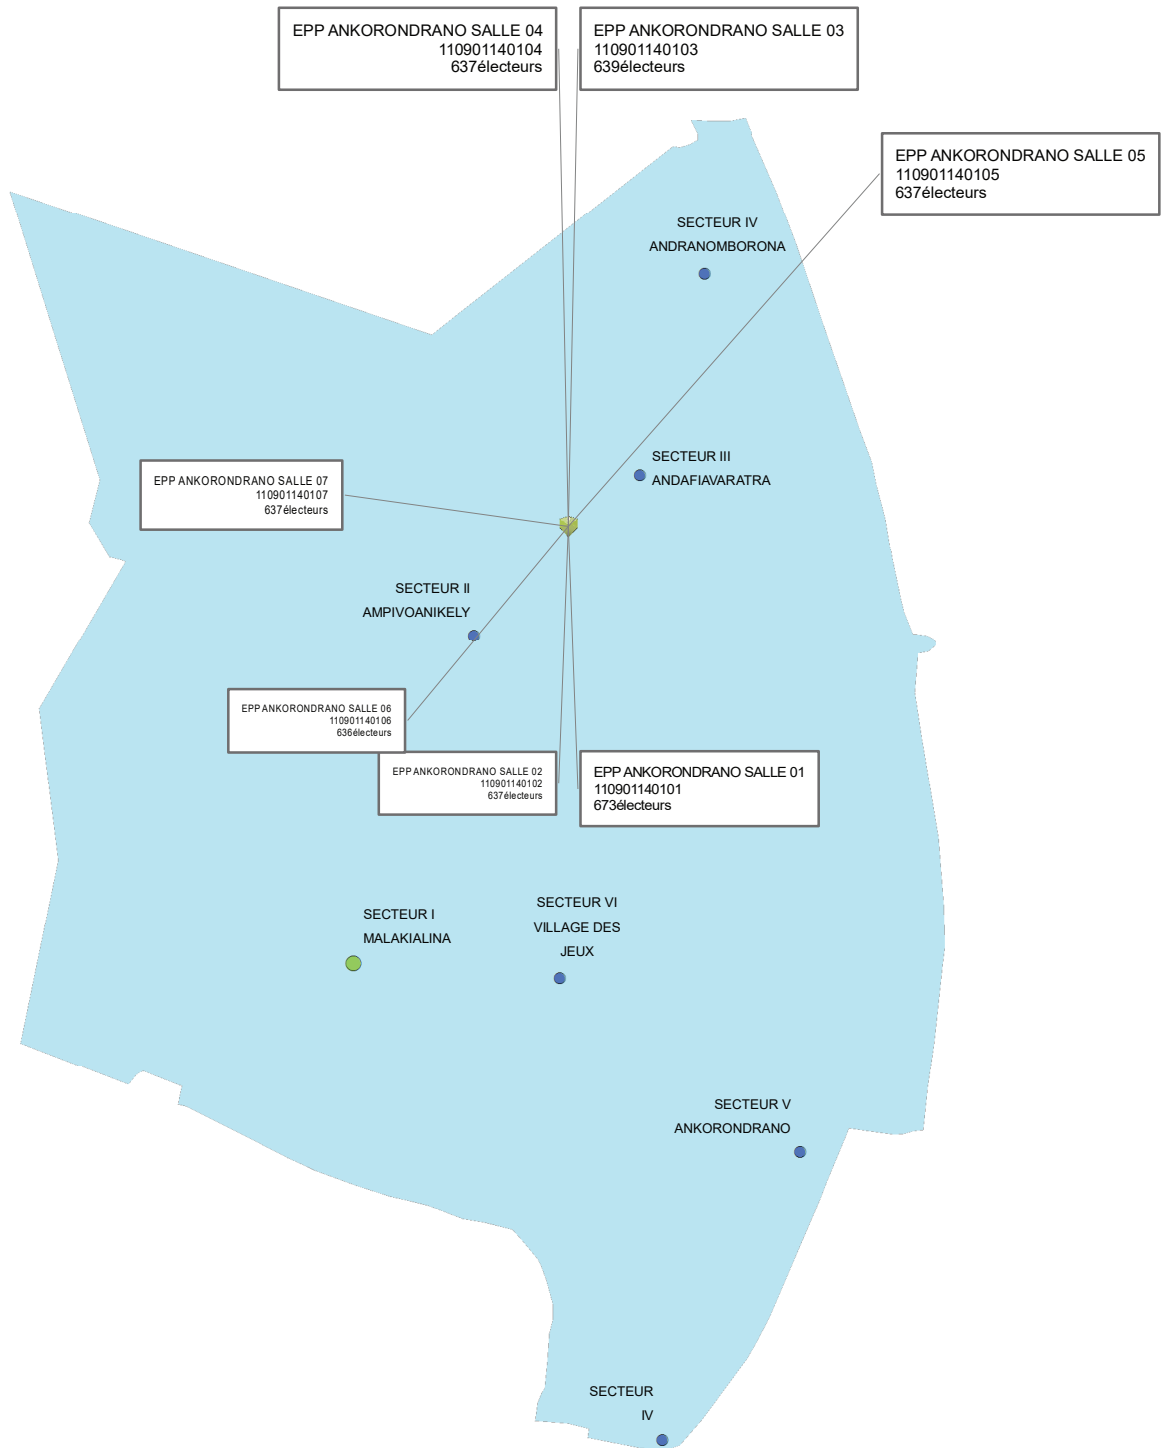 EPP ANKORONDRANO SALLE 04
110901140104
637électeurs
EPP ANKORONDRANO SALLE 03
110901140103
639électeurs
EPP ANKORONDRANO SALLE 05
110901140105
637électeurs
SECTEUR IV
ANDRANOMBORONA
SECTEUR III
ANDAFIAVARATRA
EPP ANKORONDRANO SALLE 07
110901140107
637électeurs
SECTEUR II
AMPIVOANIKELY
EPP ANKORONDRANO SALLE 06
110901140106
636électeurs
EPP ANKORONDRANO SALLE 02
110901140102
637électeurs
EPP ANKORONDRANO SALLE 01
110901140101
673électeurs
SECTEUR I
MALAKIALINA
SECTEUR VI
VILLAGE DES
JEUX
SECTEUR V
ANKORONDRANO
SECTEUR
IV